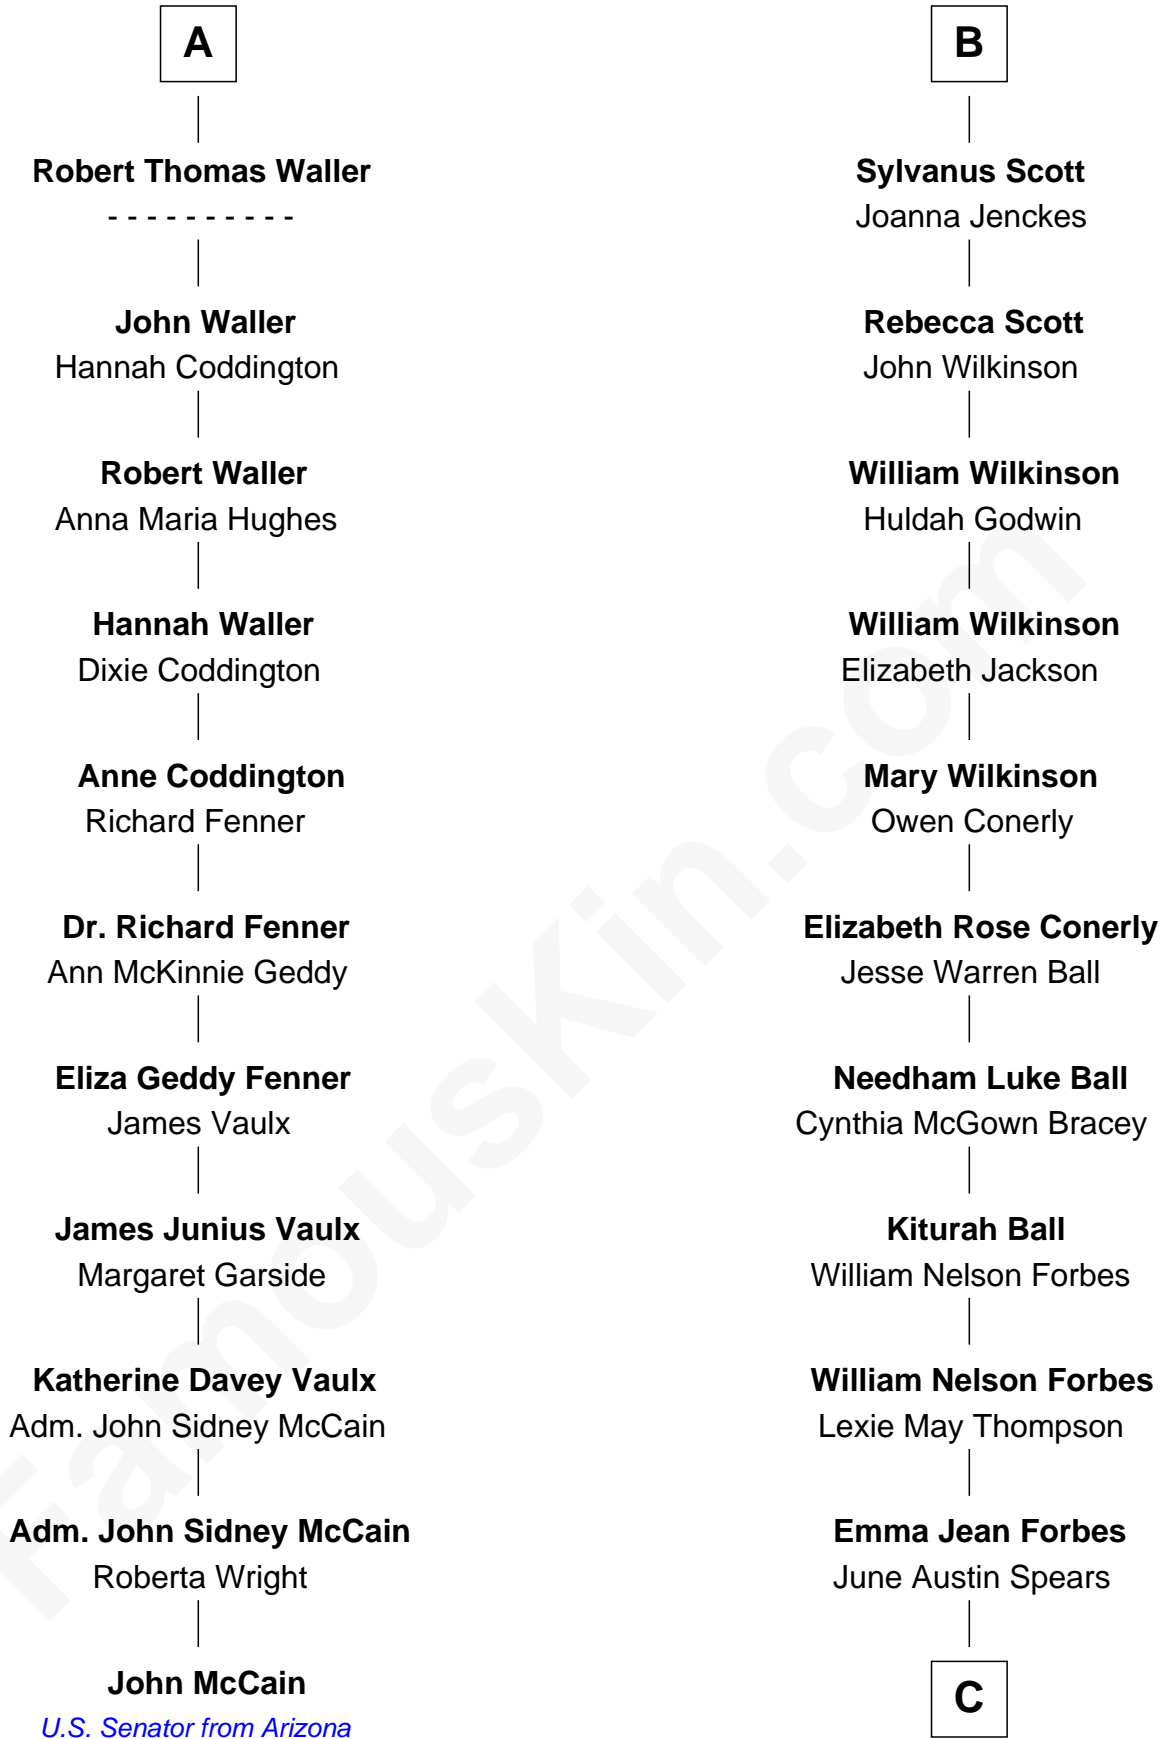 A
Robert Thomas Waller
- - - - - - - - - -
John Waller
Hannah Coddington
Robert Waller
Anna Maria Hughes
Hannah Waller
Dixie Coddington
Anne Coddington
Richard Fenner
Dr. Richard Fenner
Ann McKinnie Geddy
Eliza Geddy Fenner
James Vaulx
James Junius Vaulx
Margaret Garside
Katherine Davey Vaulx
Adm. John Sidney McCain
Adm. John Sidney McCain
Roberta Wright
John McCain
U.S. Senator from Arizona
B
Sylvanus Scott
Joanna Jenckes
Rebecca Scott
John Wilkinson
William Wilkinson
Huldah Godwin
William Wilkinson
Elizabeth Jackson
Mary Wilkinson
Owen Conerly
Elizabeth Rose Conerly
Jesse Warren Ball
Needham Luke Ball
Cynthia McGown Bracey
Kiturah Ball
William Nelson Forbes
William Nelson Forbes
Lexie May Thompson
Emma Jean Forbes
June Austin Spears
C
FamousKin.com